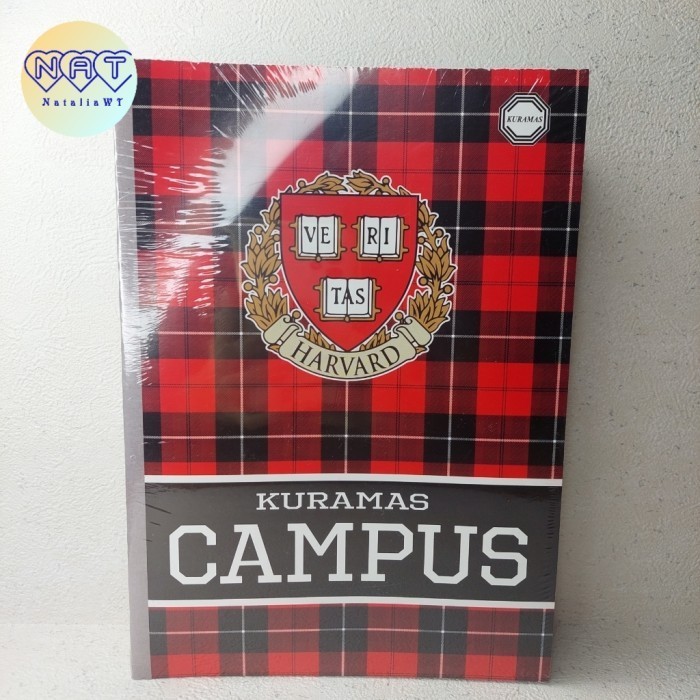 NAT
NataliaWT
KURAMAS
VE RI
TAS
HARVARD
KURAMAS
CAMPUS